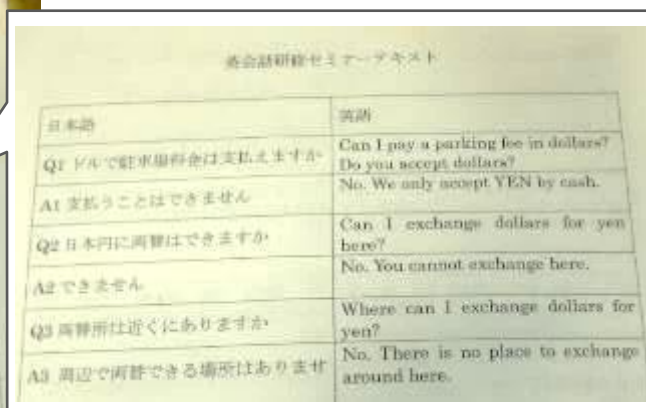 英会話研修セミナーテキスト
日本語 英語
Q1 ドルで駐車場料金は支払えますか
Can I pay a parking fee in dollars?
Do you accept dollars?
A1 支払うことはできません
No. We only accept YEN by cash.
Q2 日本円に両替はできますか
Can I exchange dollars for yen
here?
A2 できません
No. You cannot exchange here.
Q3 両替所は近くにありますか
Where can I exchange dollars for
yen?
A3 周辺で両替できる場所はありませ
No. There is no place to exchange
around here.